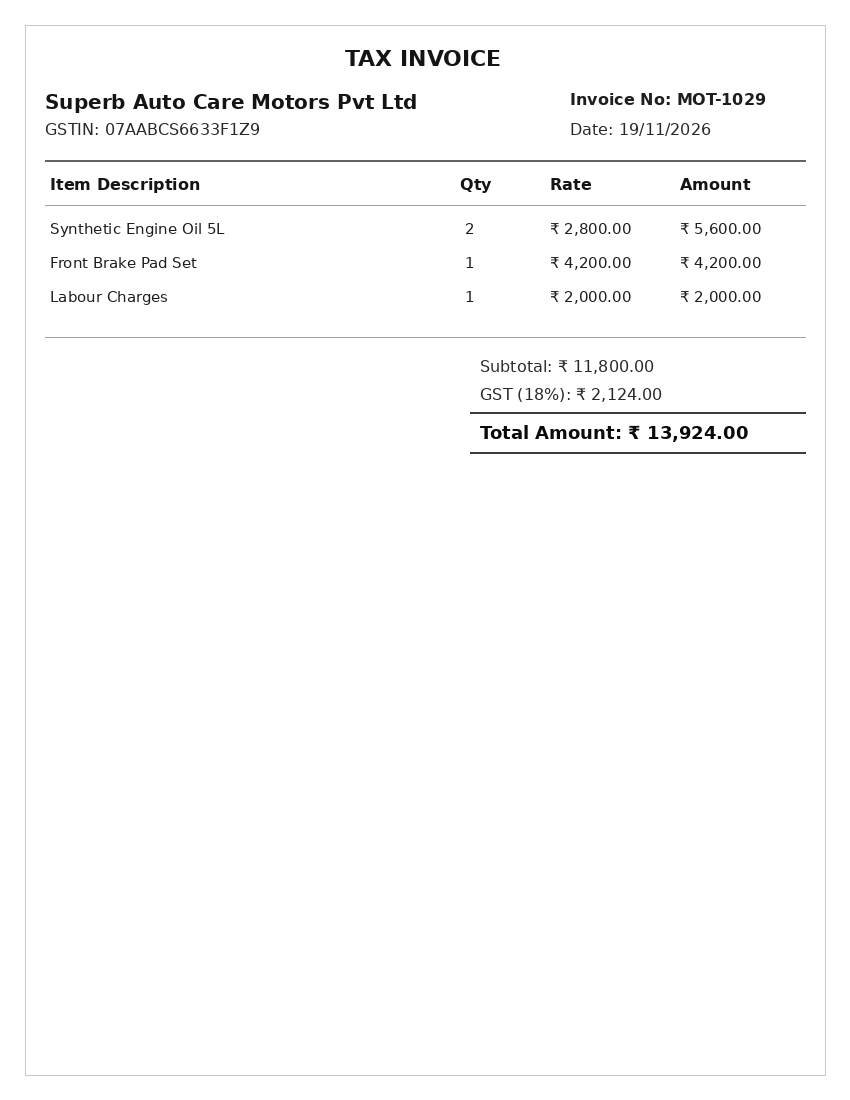 TAX INVOICE
Superb Auto Care Motors Pvt Ltd
Invoice No: MOT-1029
GSTIN: 07AABCS6633F1Z9
Date: 19/11/2026
Item Description Qty Rate Amount
Synthetic Engine Oil 5L 2 ₹ 2,800.00 ₹ 5,600.00
Front Brake Pad Set 1 ₹ 4,200.00 ₹ 4,200.00
Labour Charges 1 ₹ 2,000.00 ₹ 2,000.00
Subtotal: ₹ 11,800.00
GST (18%): ₹ 2,124.00
Total Amount: ₹ 13,924.00